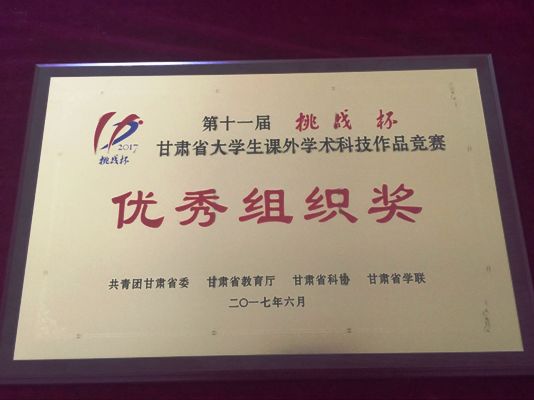 2017
挑战杯
第十一届 挑战杯
甘肃省大学生课外学术科技作品竞赛
优秀组织奖
共青团甘肃省委 甘肃省教育厅 甘肃省科协 甘肃省学联
二〇一七年六月